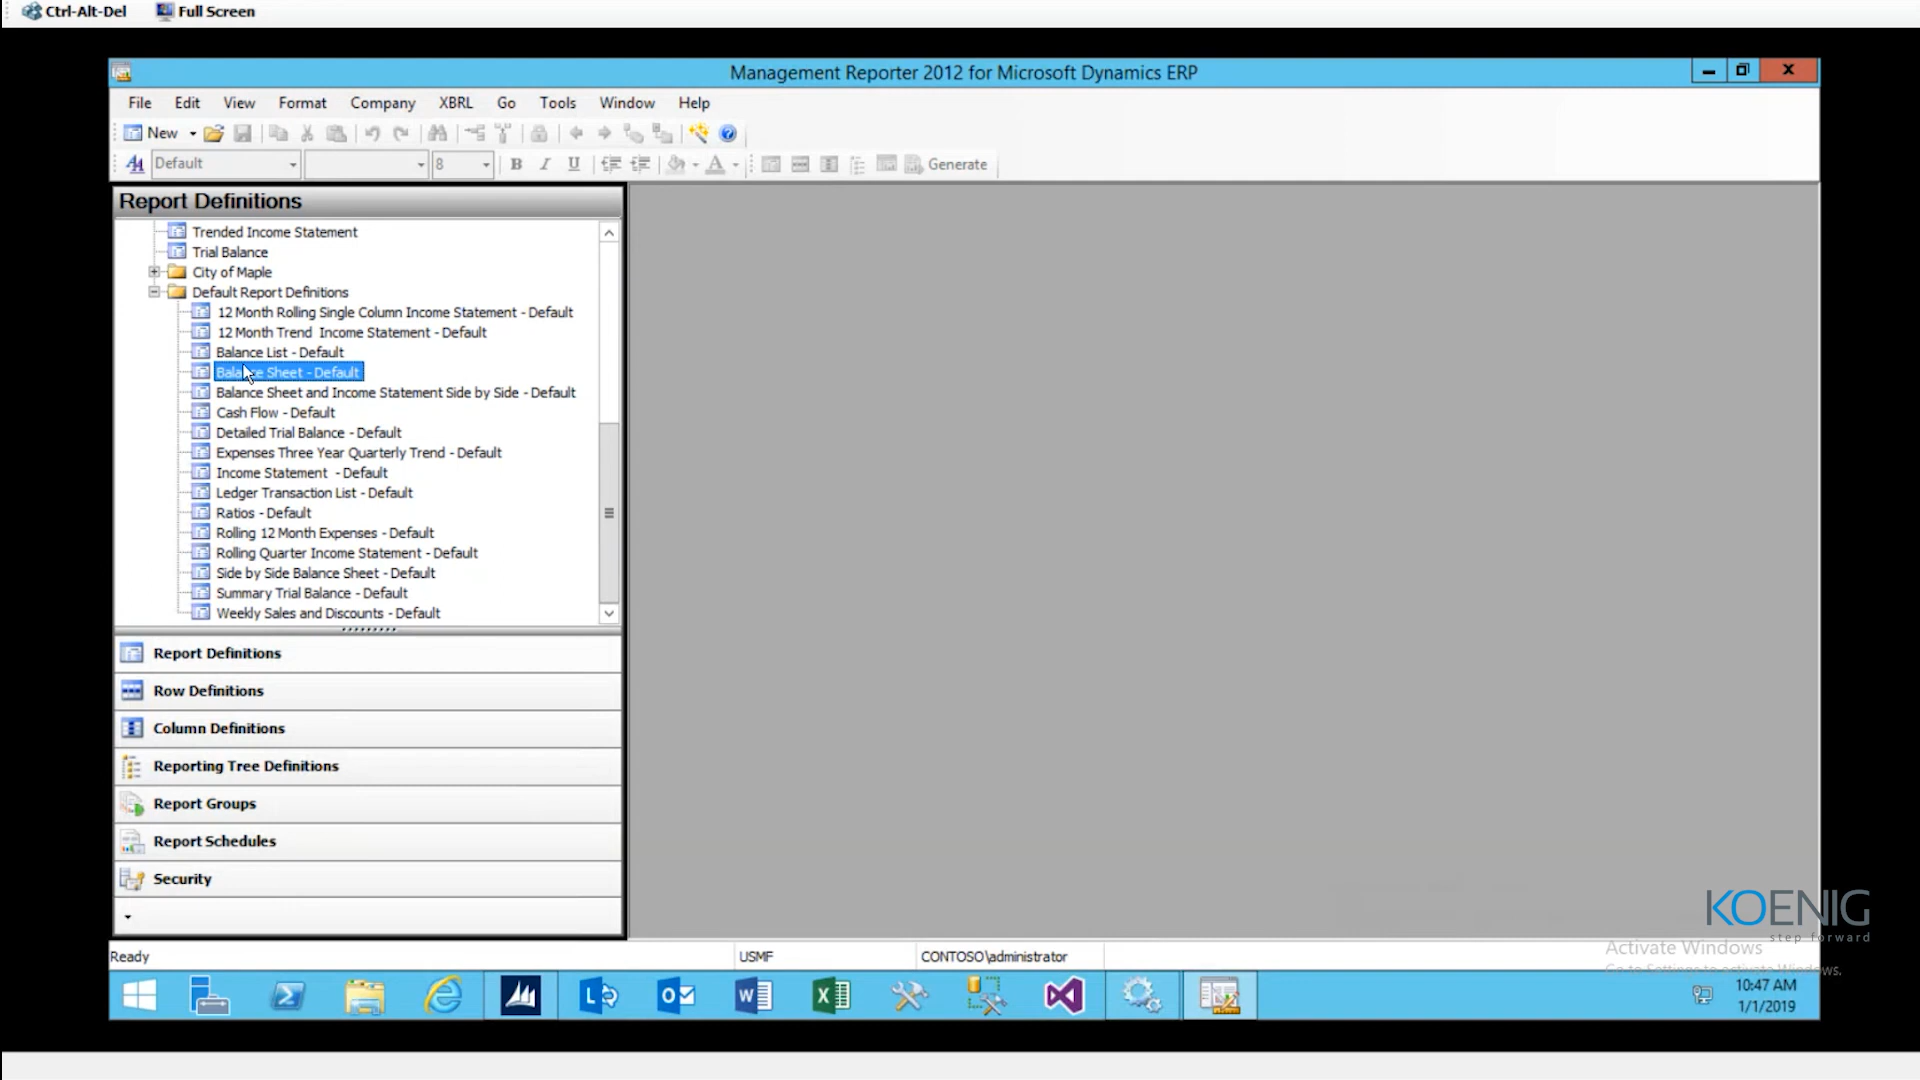 Ctrl-Alt-Del Full Screen
Management Reporter 2012 for Microsoft Dynamics ERP
File Edit View Format Company XBRL Go Tools Window Help
New
Default 8 B I U A Generate
Report Definitions
Trended Income Statement
Trial Balance
City of Maple
Default Report Definitions
12 Month Rolling Single Column Income Statement - Default
12 Month Trend Income Statement - Default
Balance List - Default
Balance Sheet - Default
Balance Sheet and Income Statement Side by Side - Default
Cash Flow - Default
Detailed Trial Balance - Default
Expenses Three Year Quarterly Trend - Default
Income Statement - Default
Ledger Transaction List - Default
Ratios - Default
Rolling 12 Month Expenses - Default
Rolling Quarter Income Statement - Default
Side by Side Balance Sheet - Default
Summary Trial Balance - Default
Weekly Sales and Discounts - Default
Report Definitions
Row Definitions
Column Definitions
Reporting Tree Definitions
Report Groups
Report Schedules
Security
KOENIG
step forward
Activate Windows
Go to Settings to activate Windows.
Ready USMF CONTOSO\administrator
10:47 AM
1/1/2019